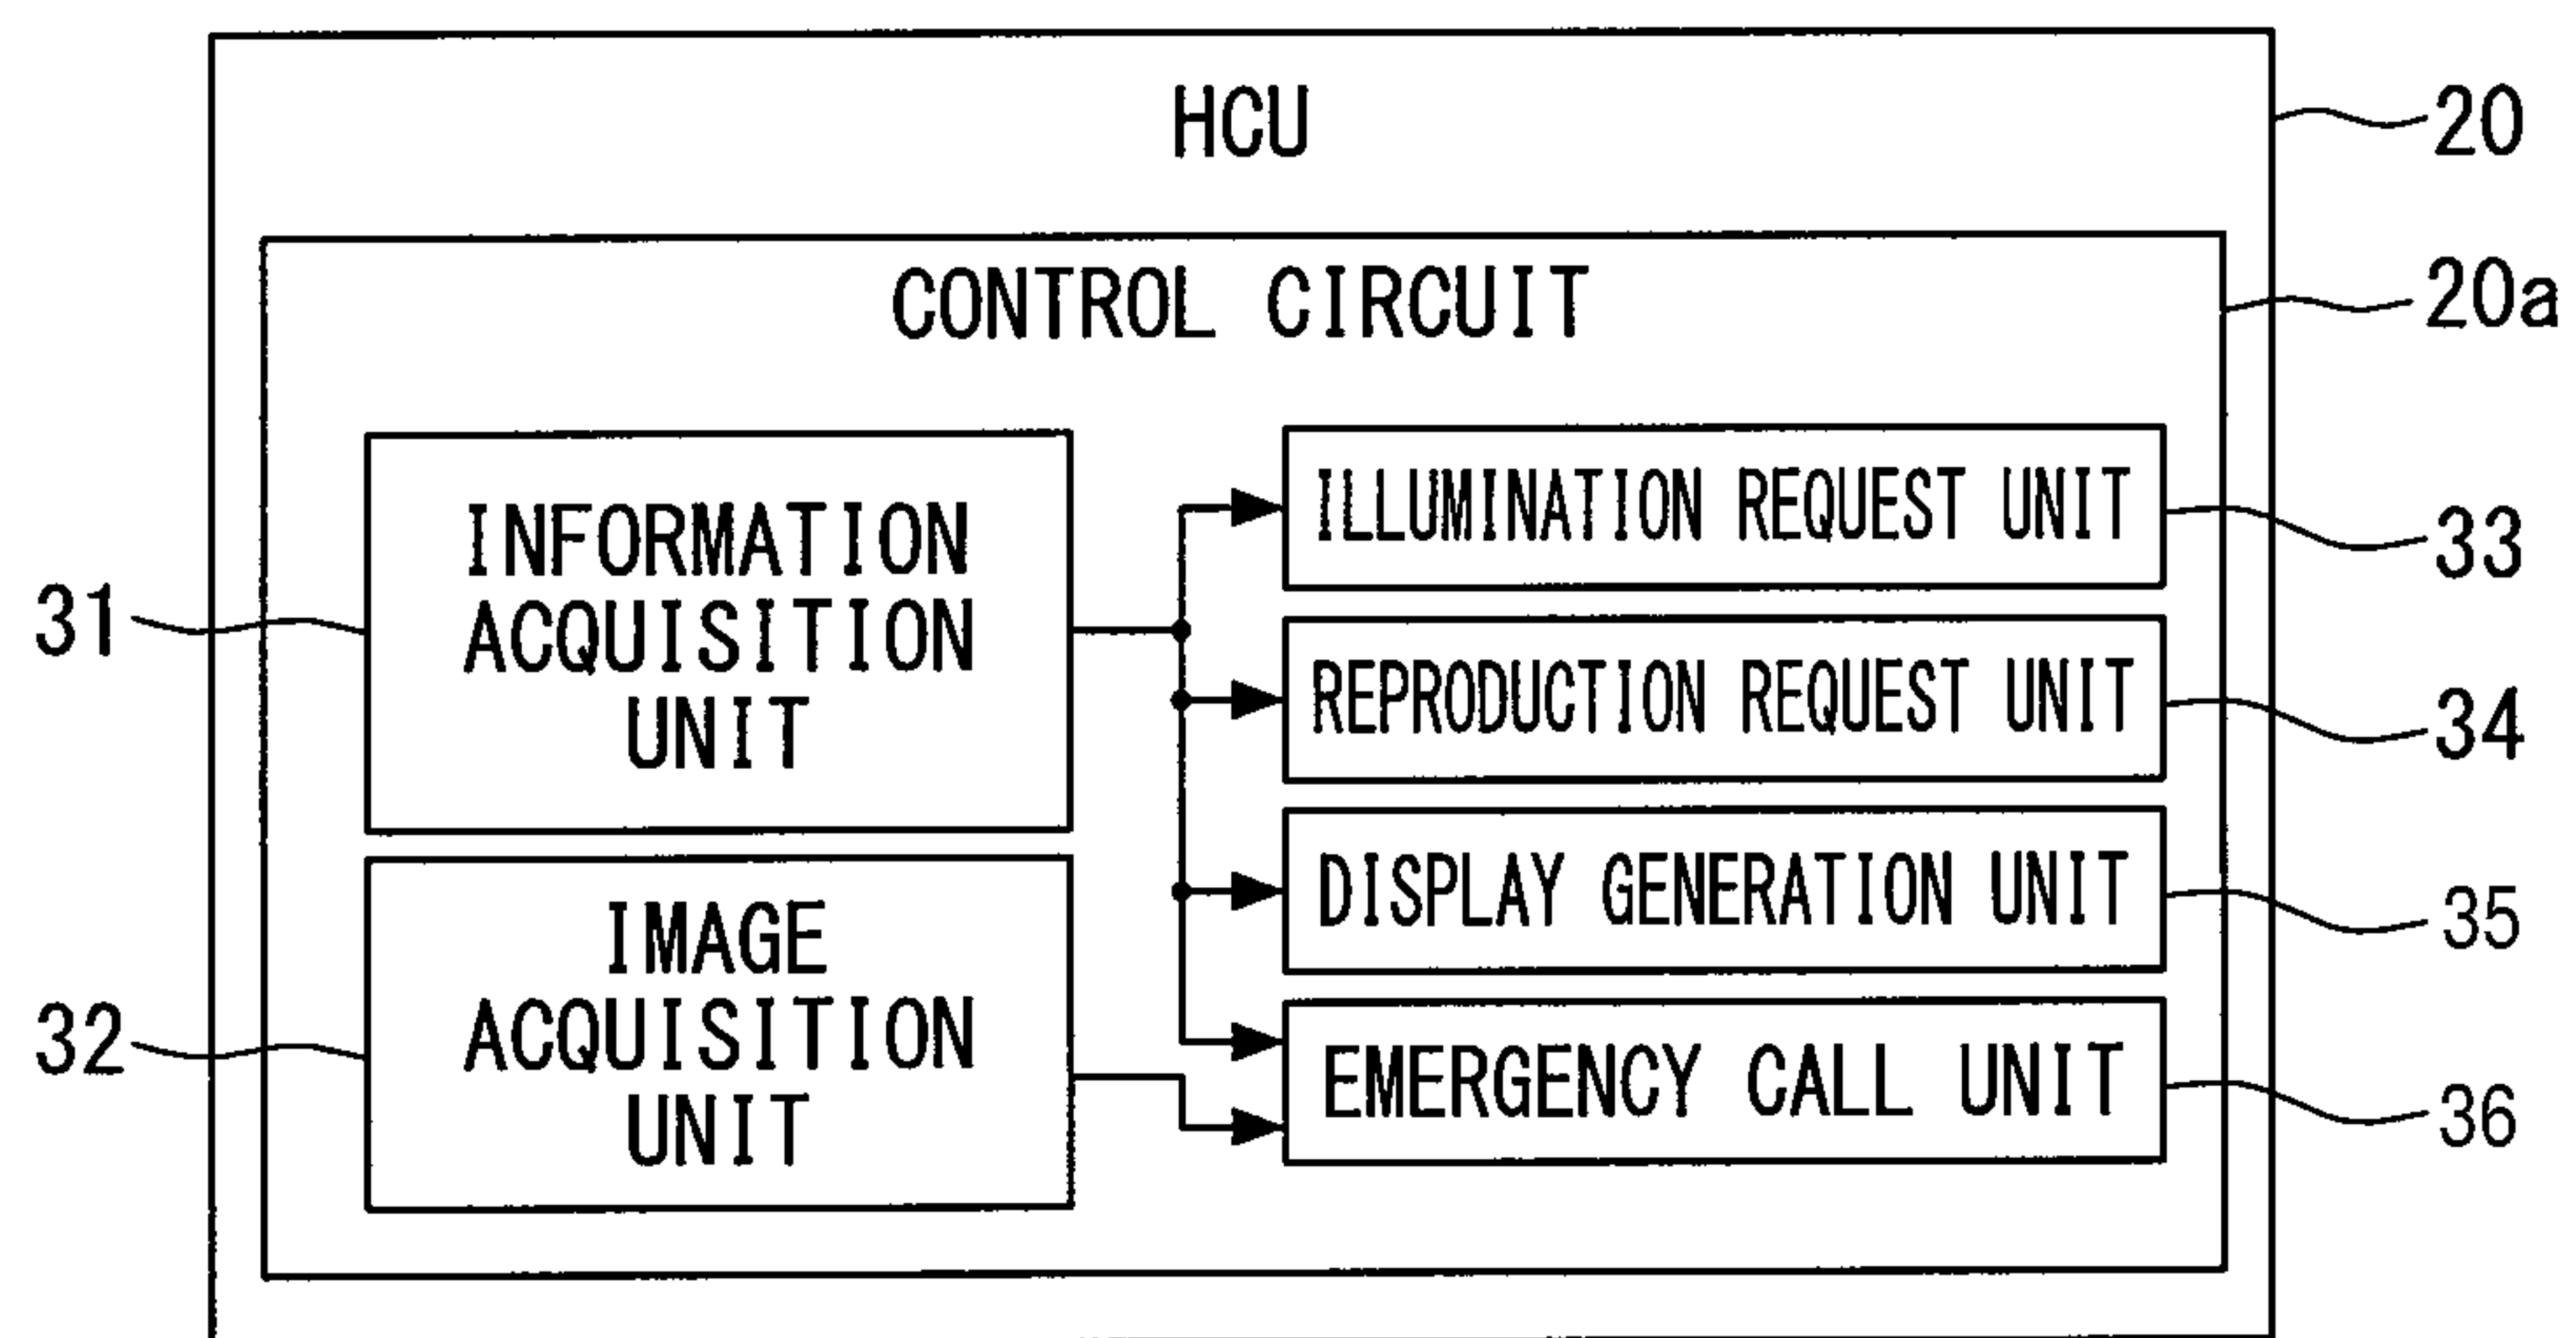 HCU
20
CONTROL CIRCUIT
20a
31
INFORMATION
ACQUISITION
UNIT
32
IMAGE
ACQUISITION
UNIT
ILLUMINATION REQUEST UNIT
33
REPRODUCTION REQUEST UNIT
34
DISPLAY GENERATION UNIT
35
EMERGENCY CALL UNIT
36